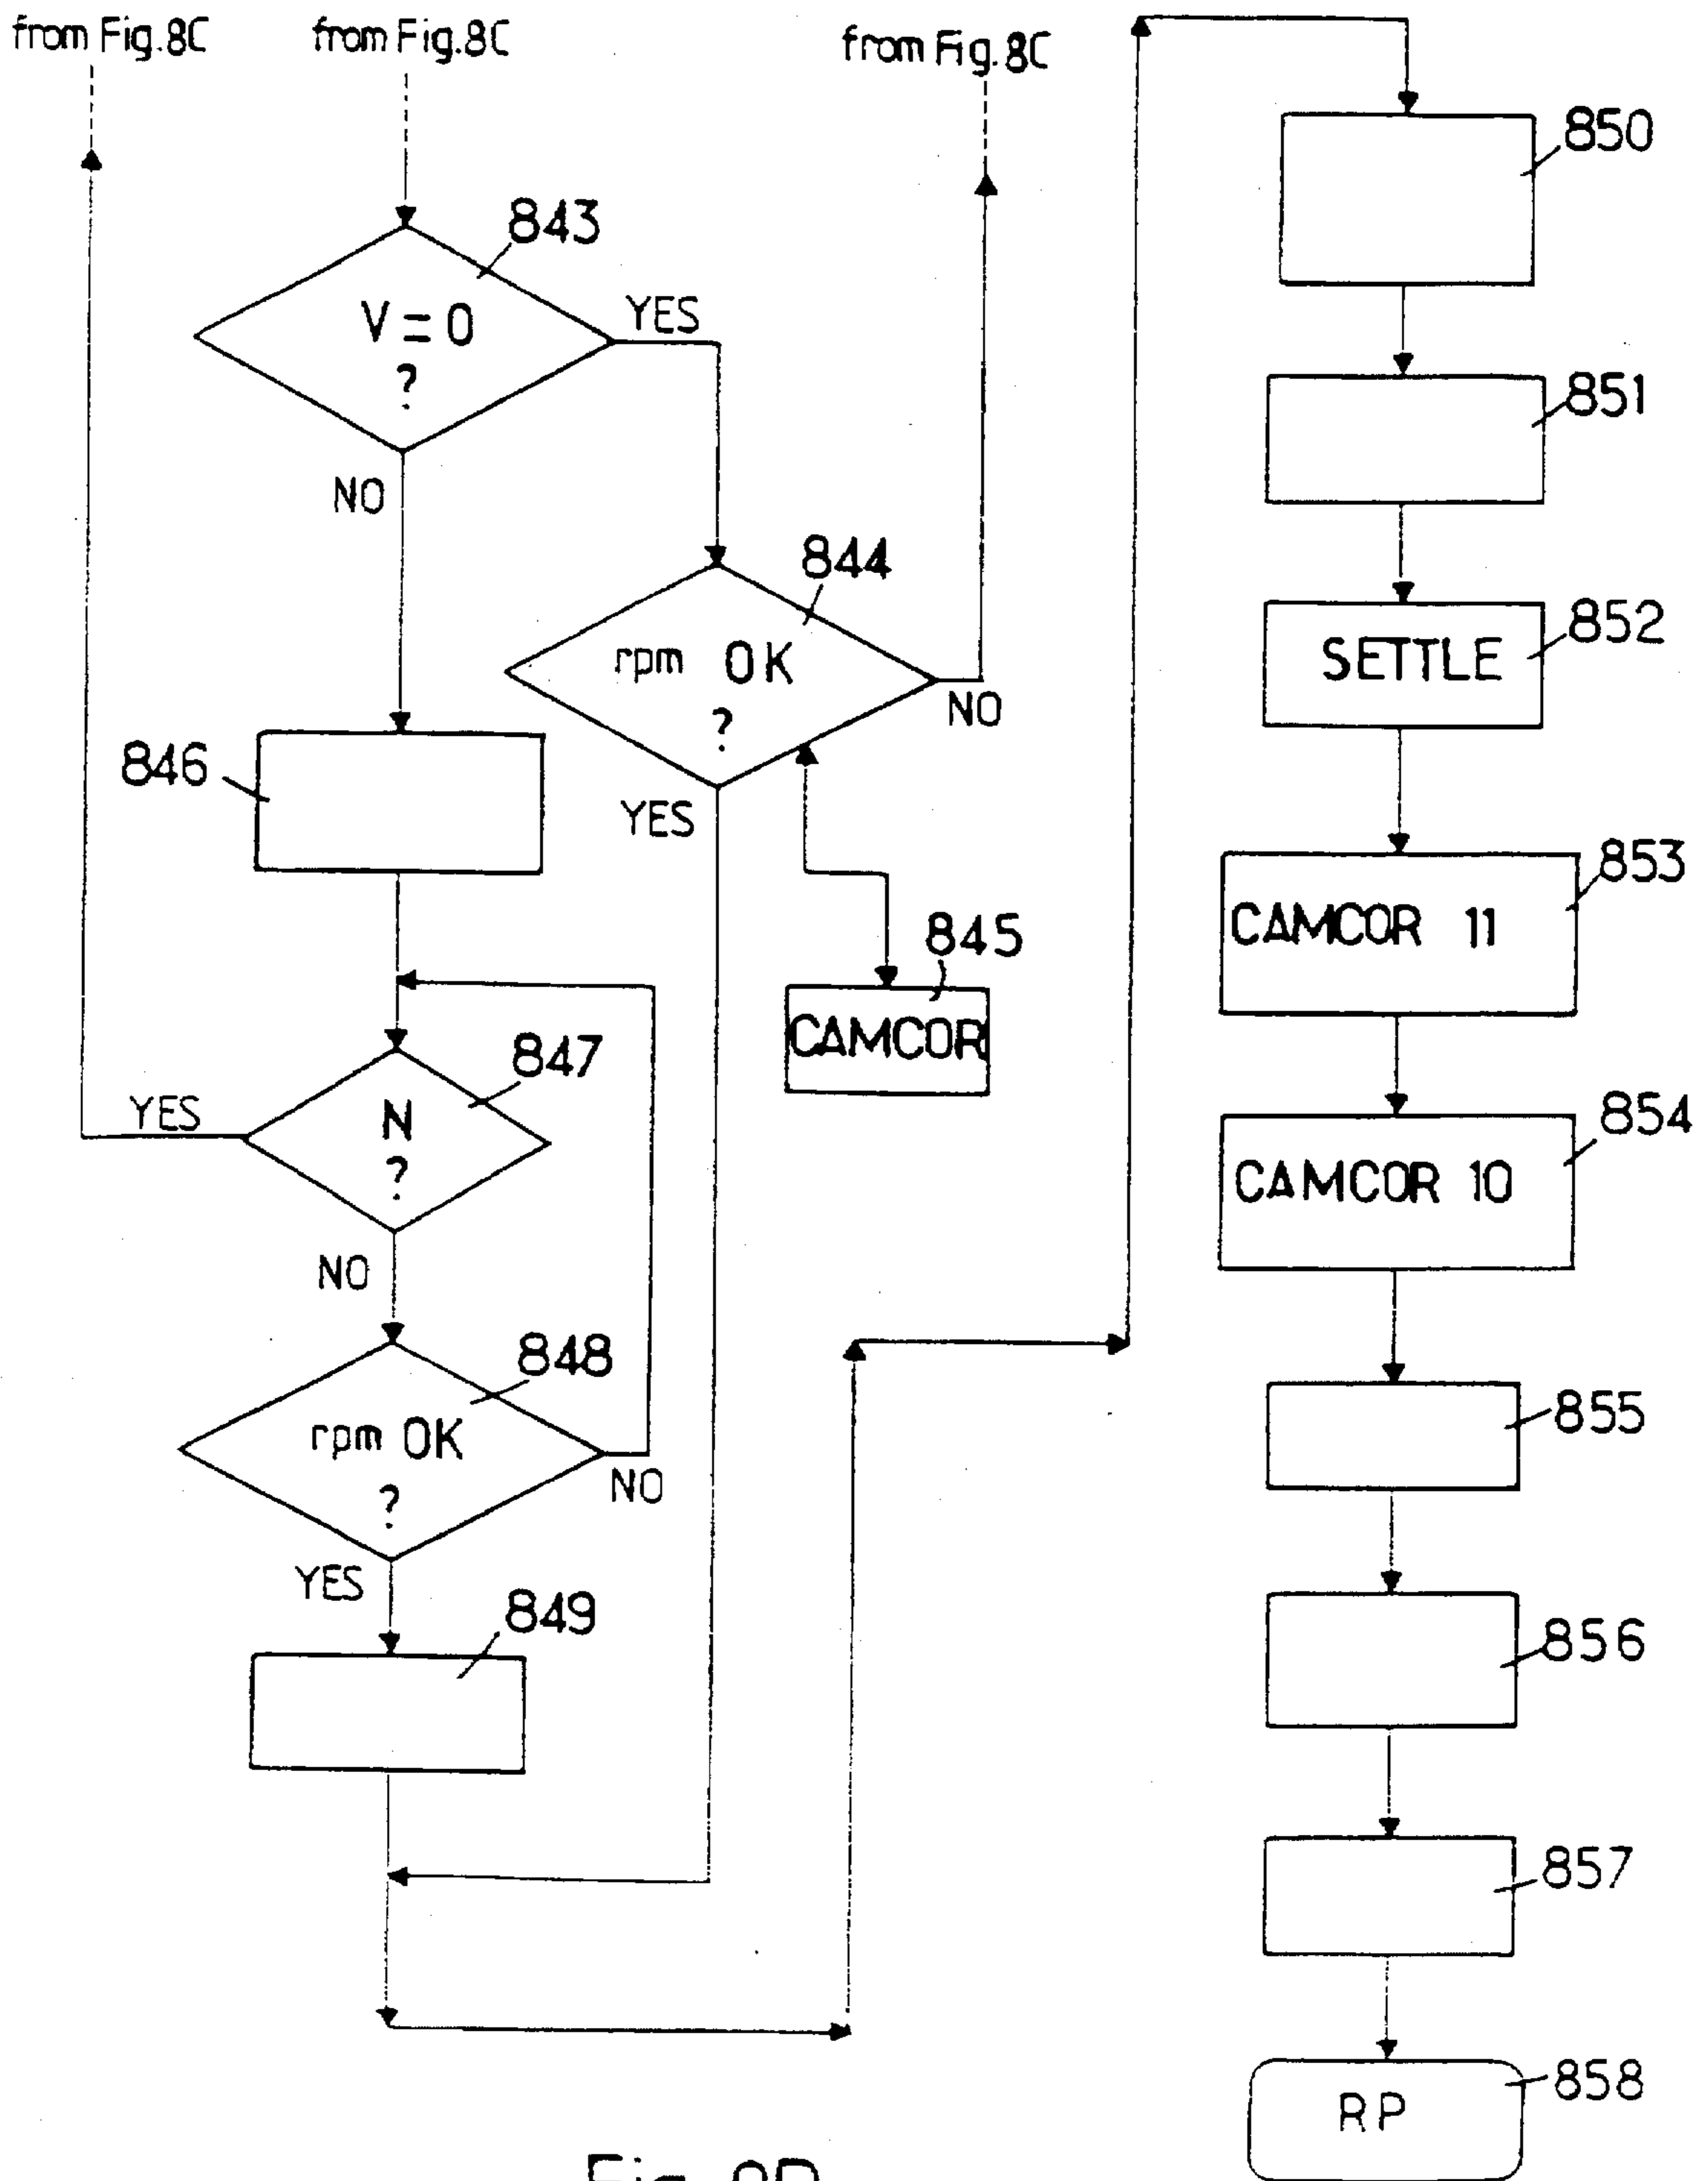 from Fig.8C
from Fig.8C
from Fig.8C
843
V=0
?
YES
NO
844
rpm OK
?
NO
YES
845
CAMCOR
846
847
N
?
YES
NO
848
rpm OK
?
NO
YES
849
850
851
852
SETTLE
853
CAMCOR 11
854
CAMCOR 10
855
856
857
858
RP